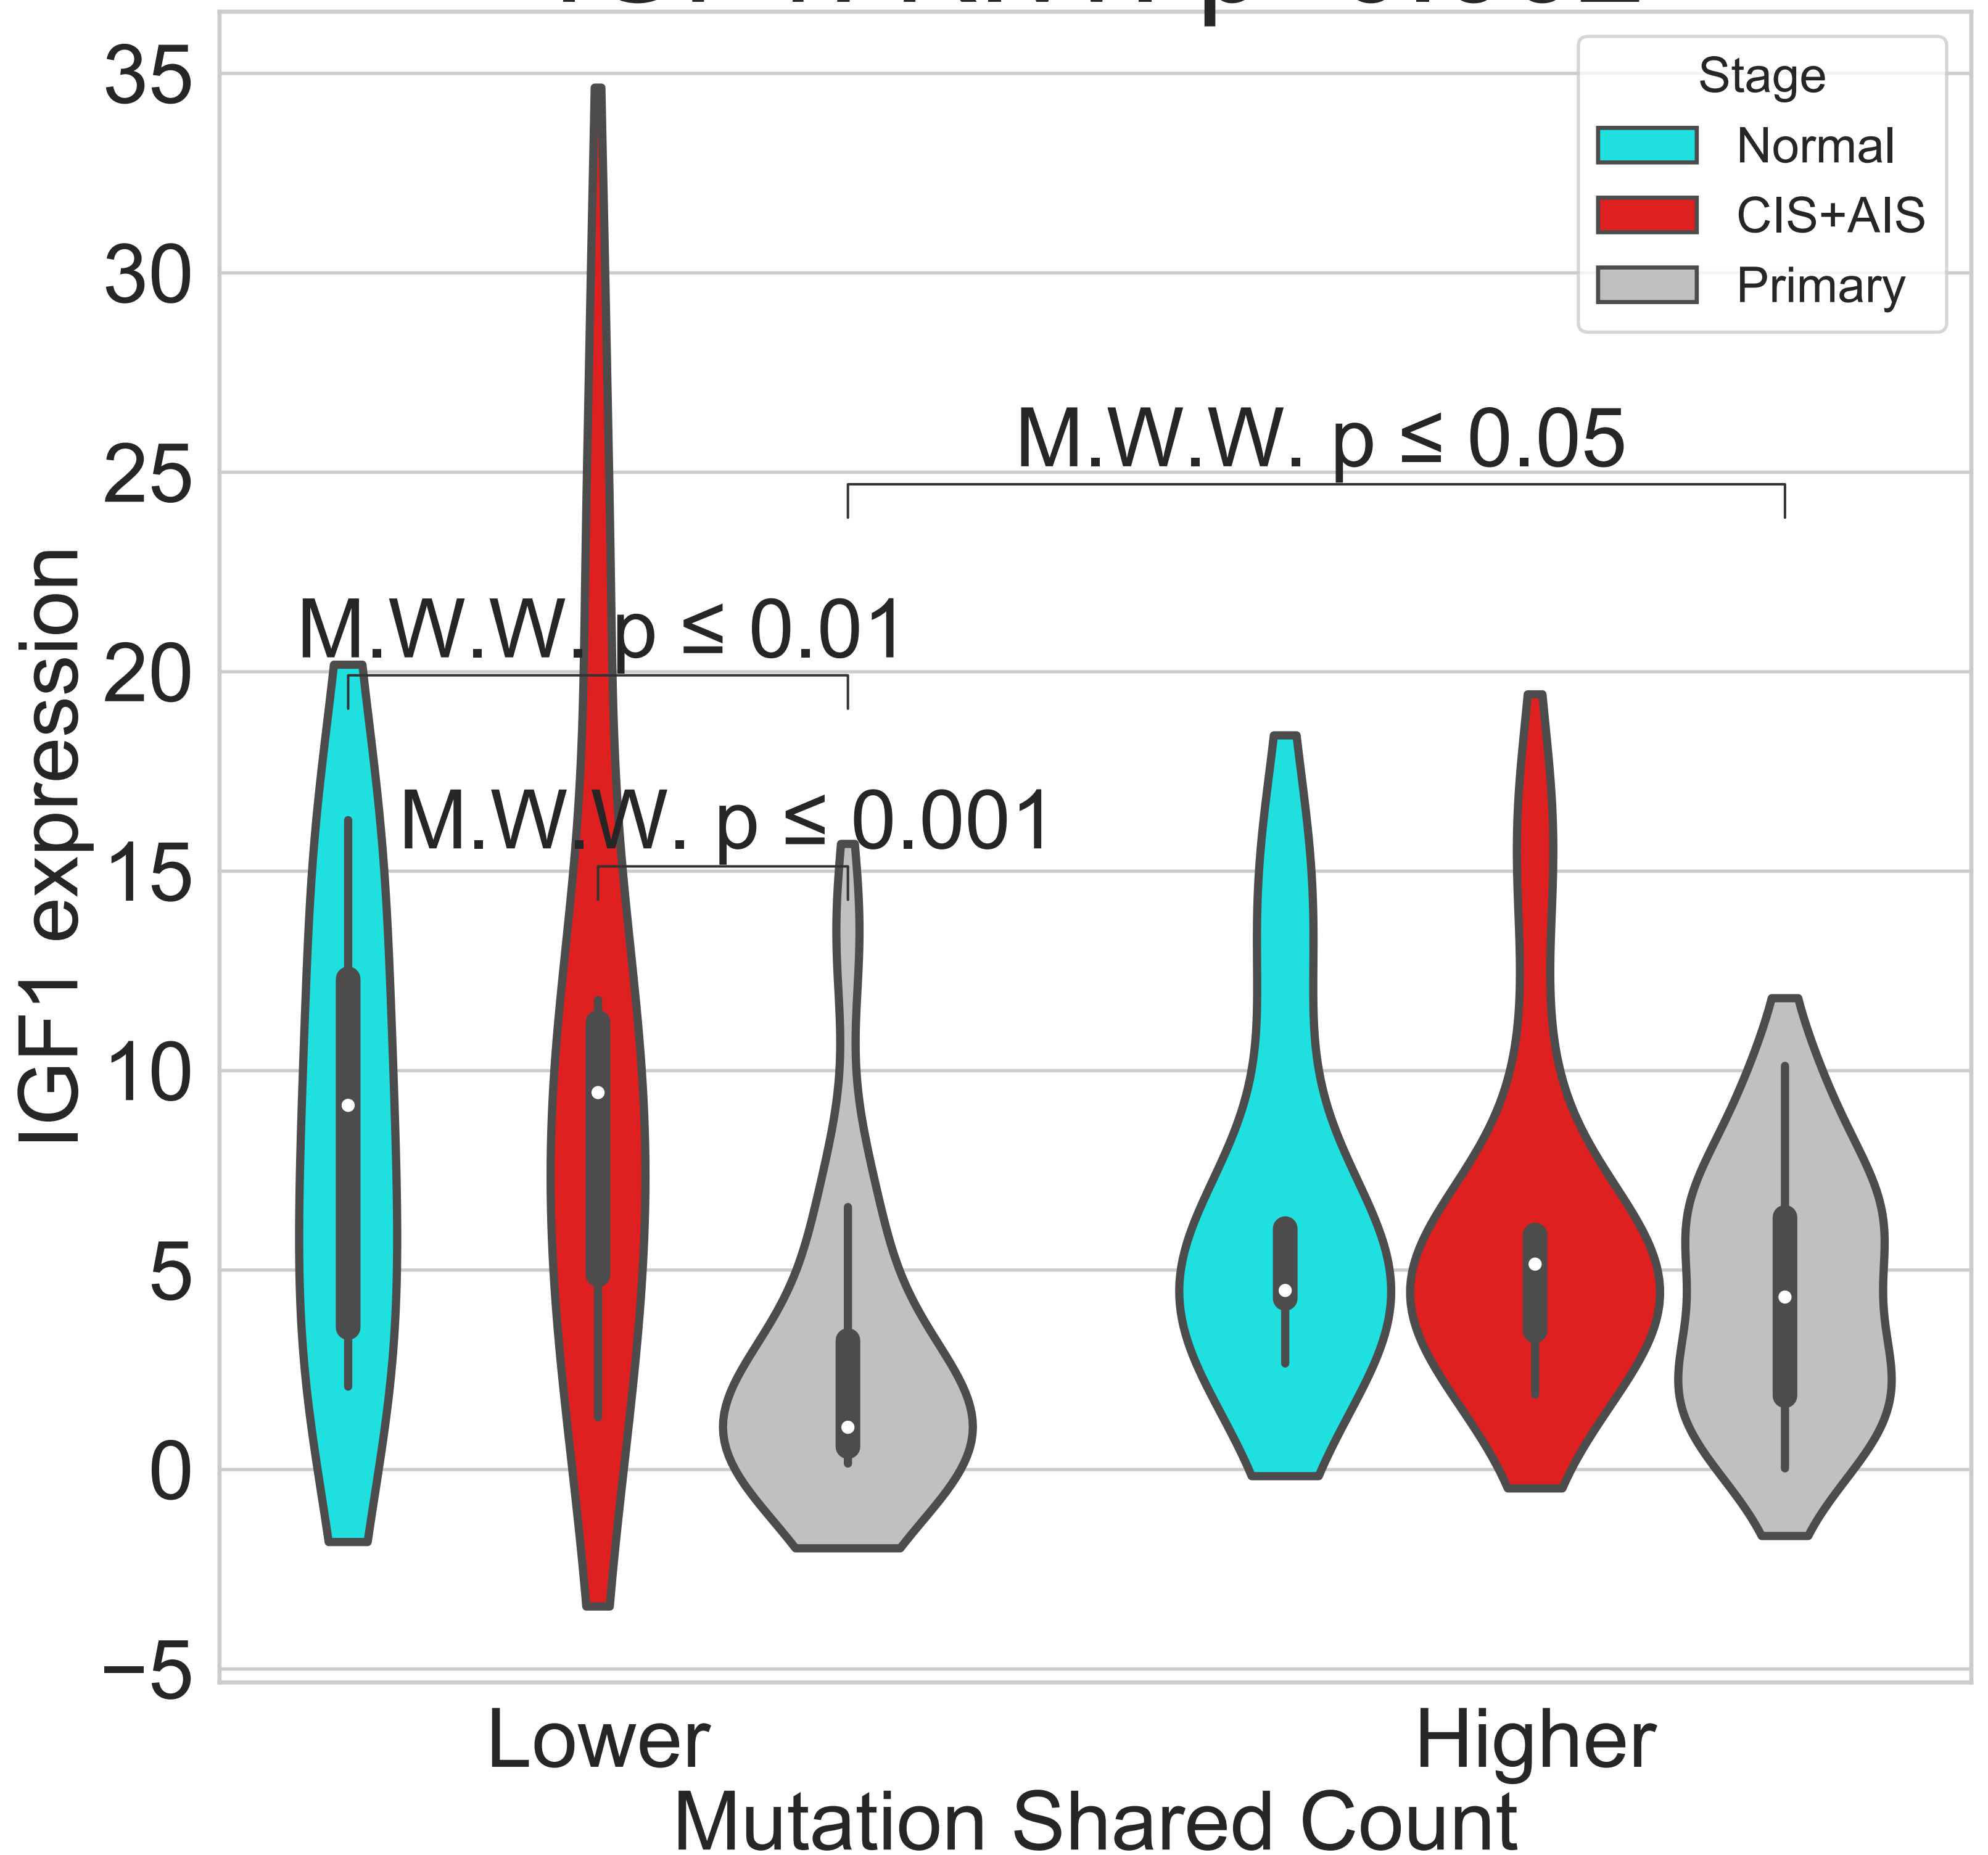 35
Stage
Normal
CIS+AIS
30
Primary
M.W.W. p ≤ 0.05
25
M.W.W. p ≤ 0.01
20
M.W.W. p ≤ 0.001
15
10
5
0
−5
IGF1 expression
Lower
Higher
Mutation Shared Count